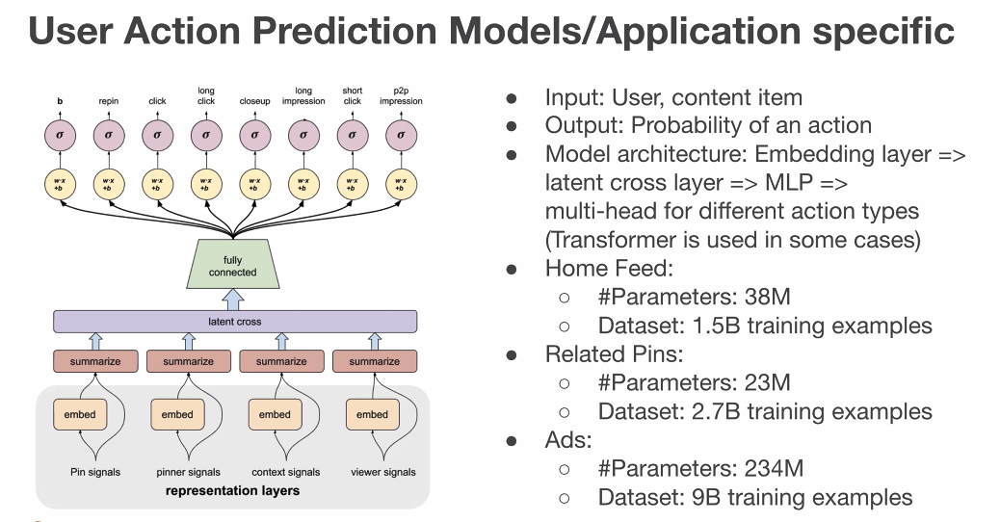 User Action Prediction Models/Application specific
b
repin
click
long
click
closeup
long
impression
short
click
p2p
impression
σ σ σ σ σ σ σ σ
w·x
+b
w·x
+b
w·x
+b
w·x
+b
w·x
+b
w·x
+b
w·x
+b
w·x
+b
fully
connected
latent cross
summarize summarize summarize summarize
embed embed embed embed
Pin signals pinner signals context signals viewer signals
representation layers
● Input: User, content item
● Output: Probability of an action
● Model architecture: Embedding layer =>
latent cross layer => MLP =>
multi-head for different action types
(Transformer is used in some cases)
● Home Feed:
○ #Parameters: 38M
○ Dataset: 1.5B training examples
● Related Pins:
○ #Parameters: 23M
○ Dataset: 2.7B training examples
● Ads:
○ #Parameters: 234M
○ Dataset: 9B training examples